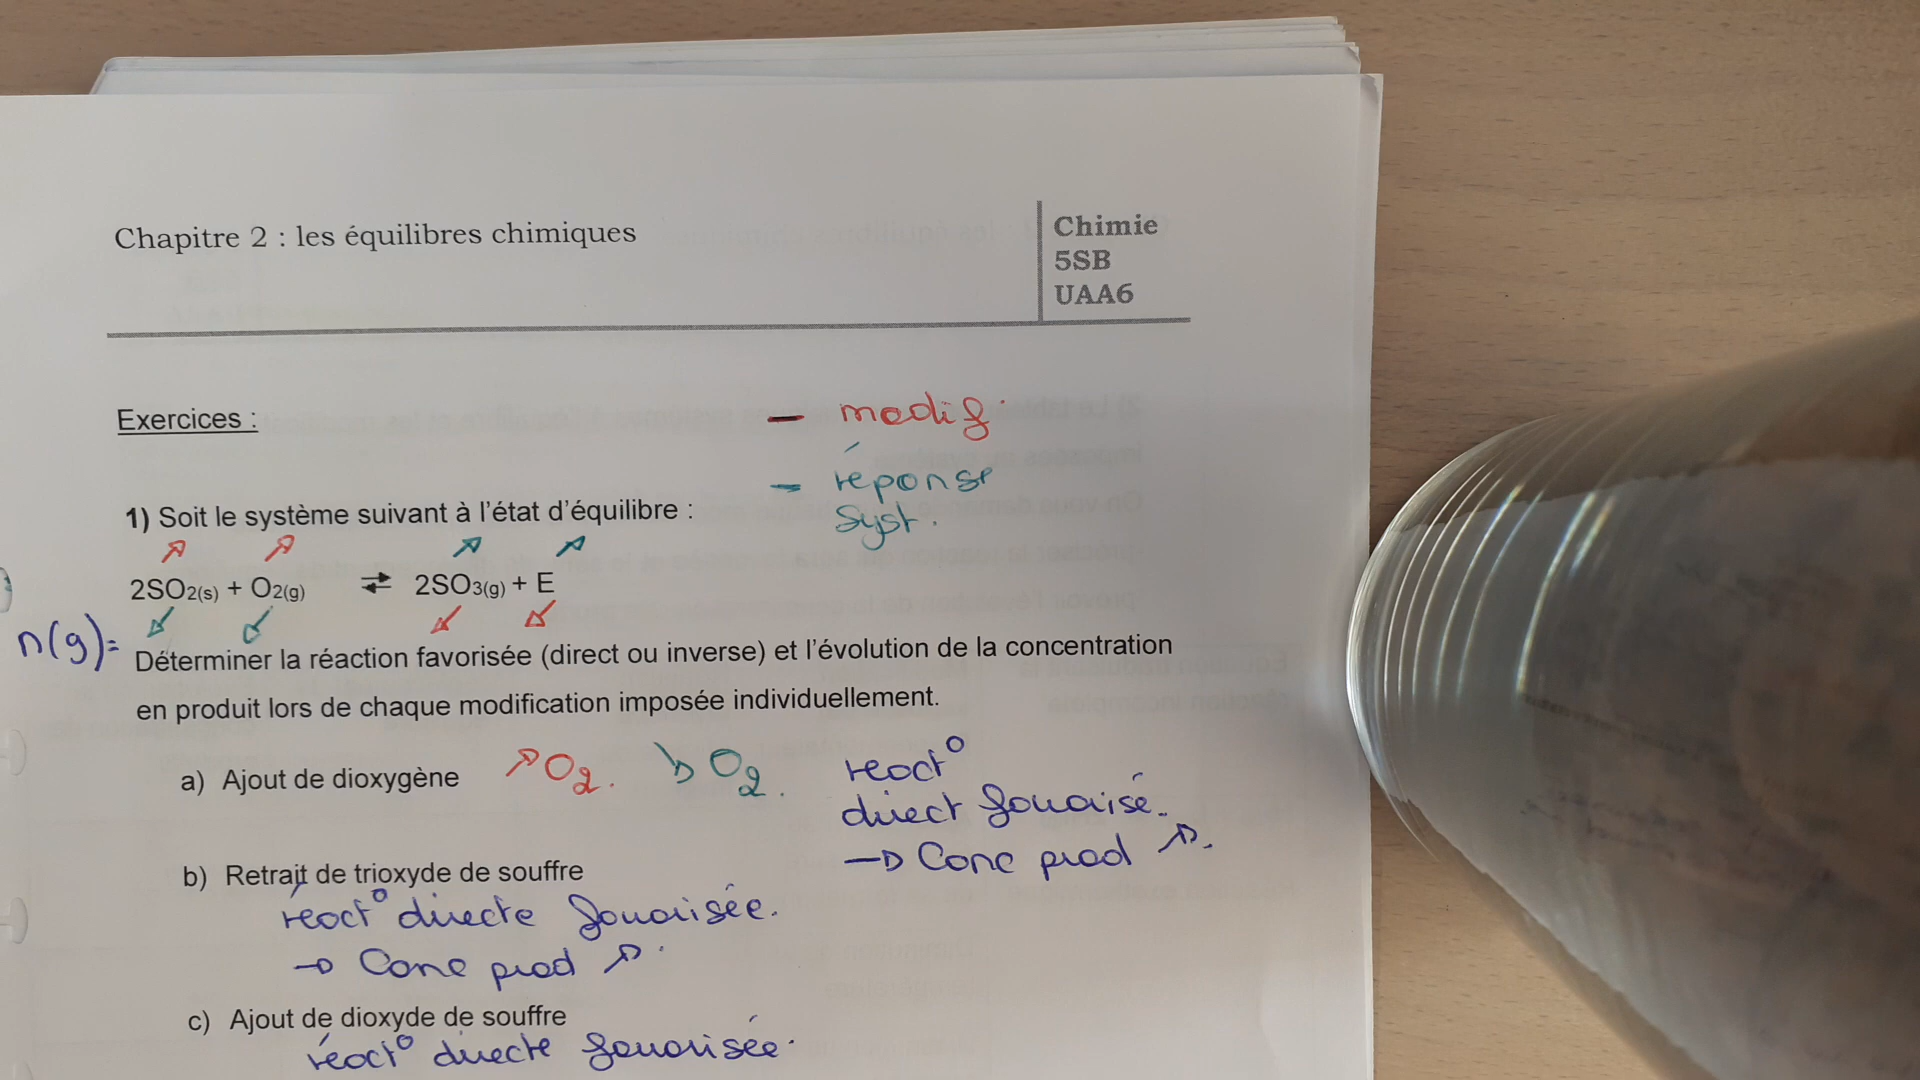 Chapitre 2 : les équilibres chimiques
Chimie
5SB
UAA6
Exercices :
- modif.
- réponse
syst.
1) Soit le système suivant à l'état d'équilibre :
2SO2(s) + O2(g) ⇌ 2SO3(g) + E
n(g)=
Déterminer la réaction favorisée (direct ou inverse) et l'évolution de la concentration
en produit lors de chaque modification imposée individuellement.
a) Ajout de dioxygène ↗O2. ↘O2.
réact°
direct favorisé.
→ Conc prod ↗.
b) Retrait de trioxyde de souffre
réact° directe favorisée.
→ Conc prod ↗.
c) Ajout de dioxyde de souffre
réact° directe favorisée.